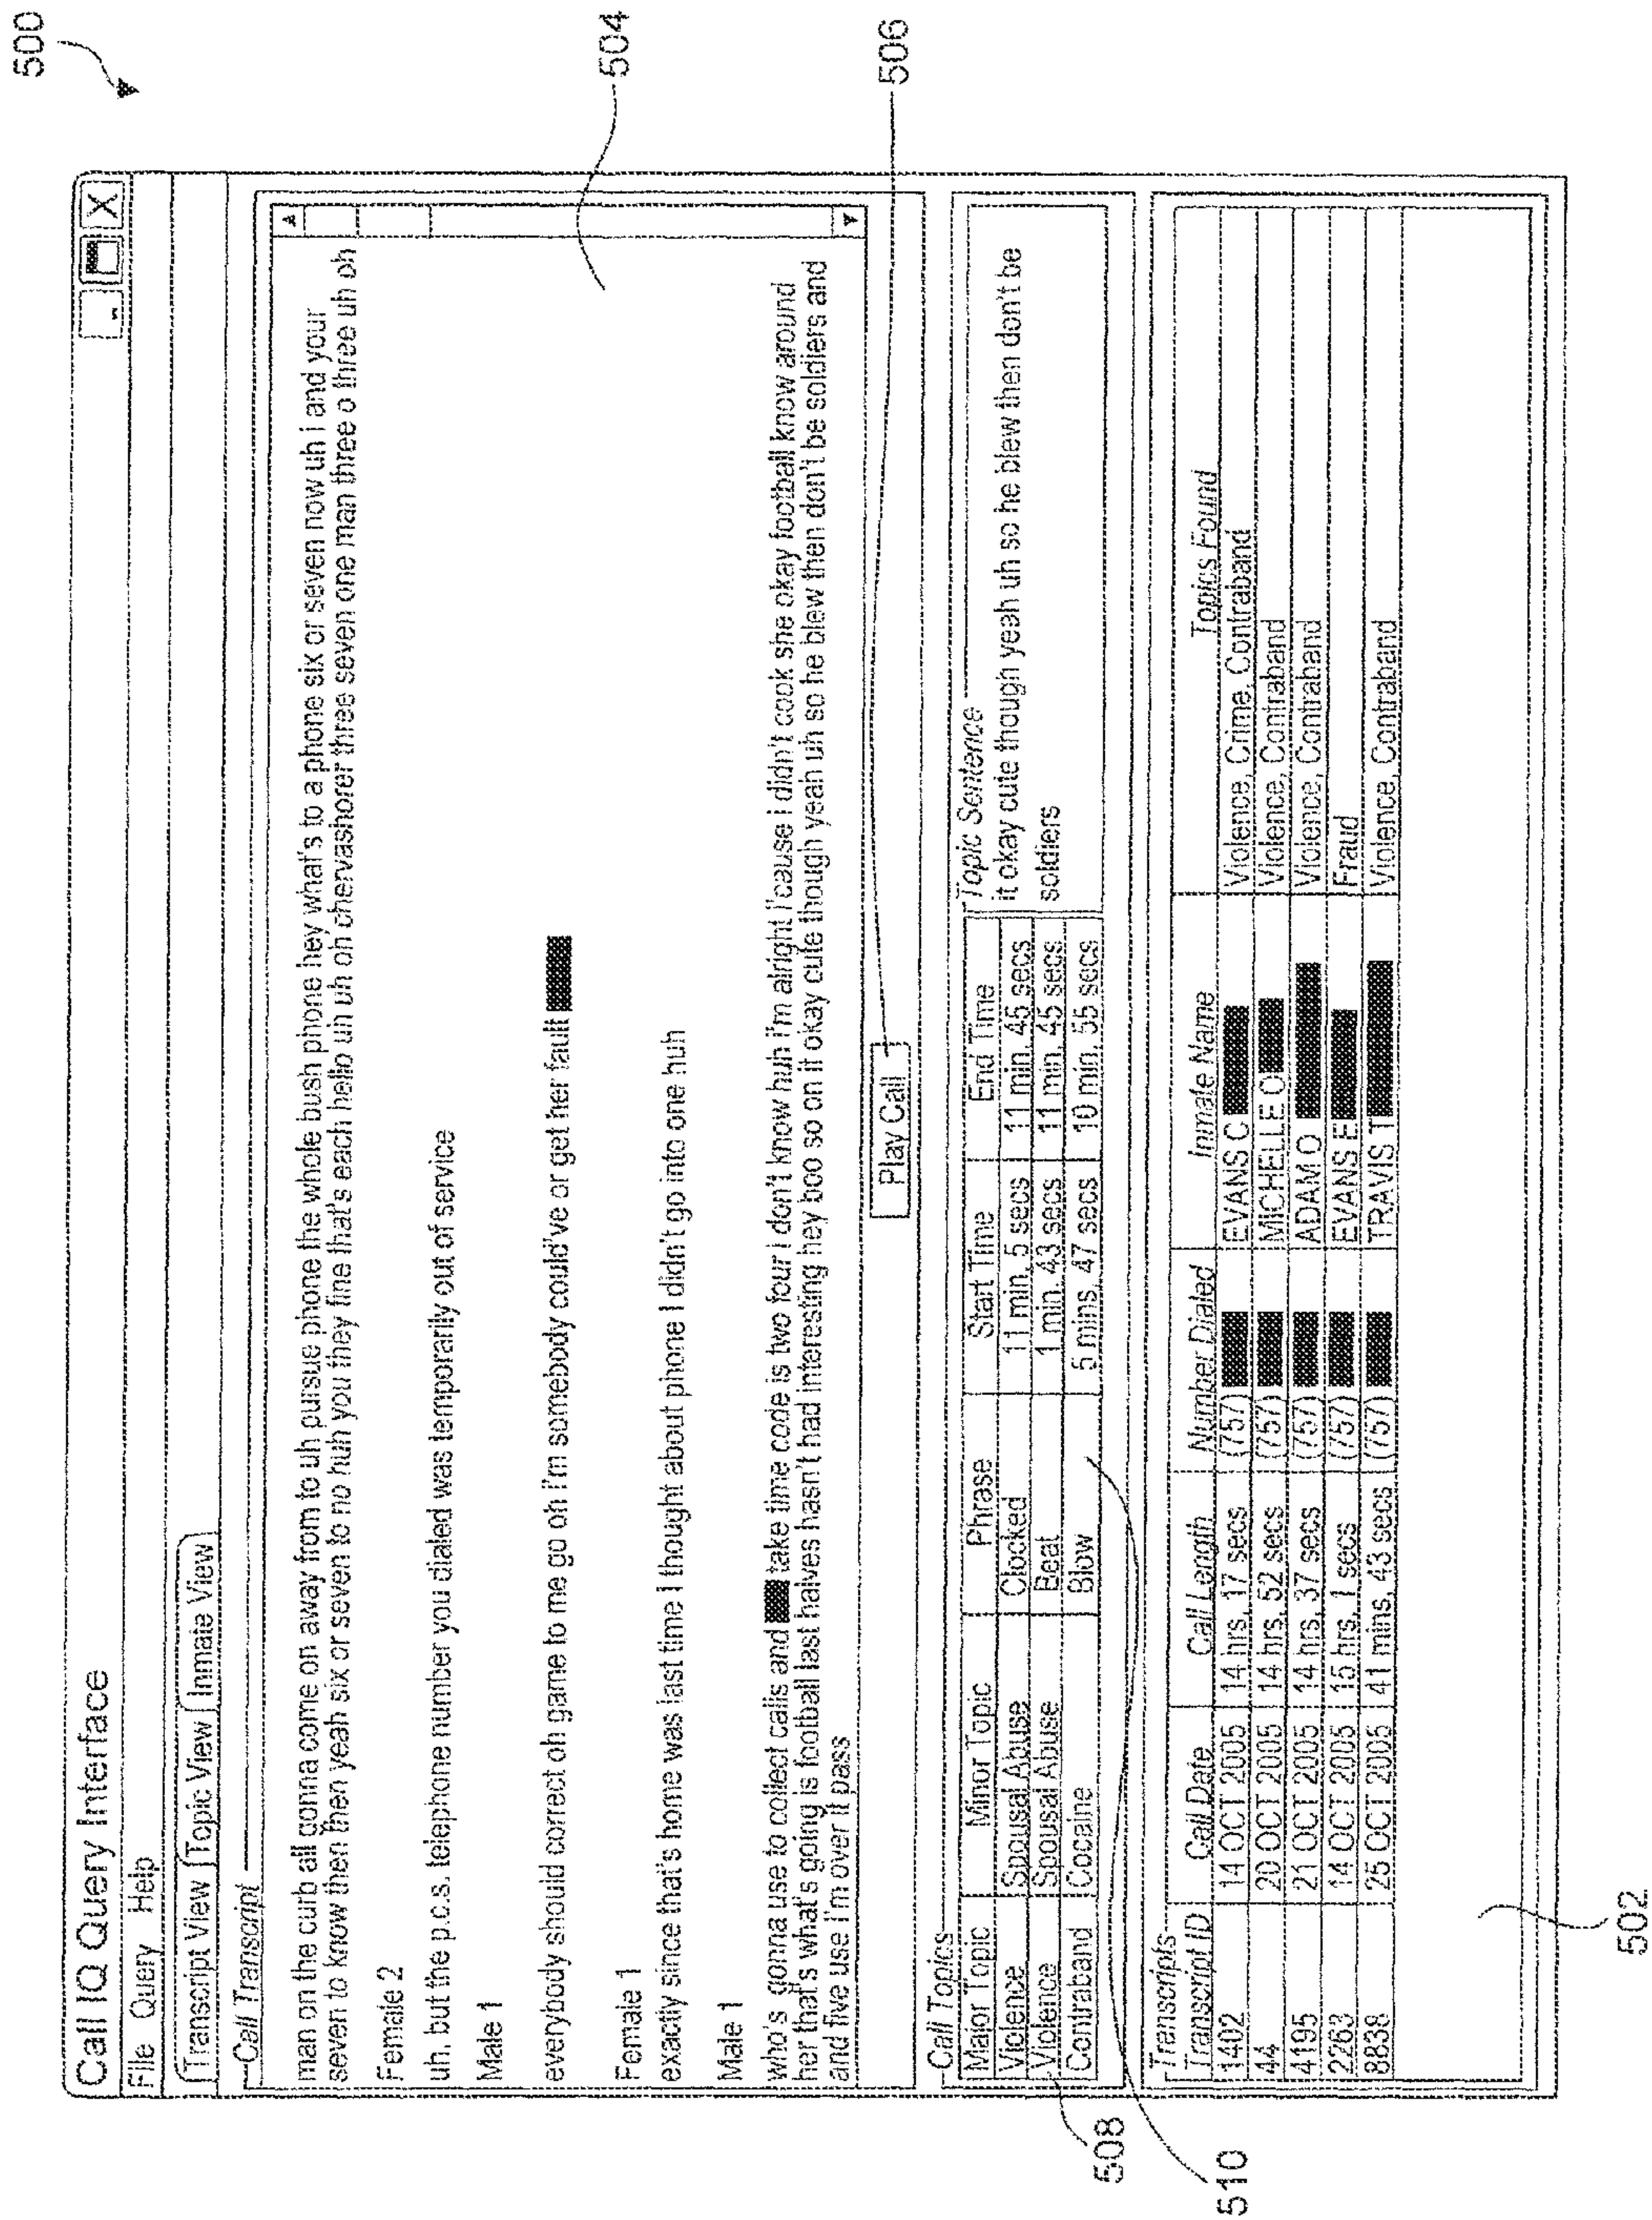 500
Call IQ Query Interface
File Query Help
Transcript View Topic View Inmate View
Call Transcript
man on the curb all gonna come on away from to uh pursue phone the whole bush phone hey what's to a phone six or seven now uh i and your
seven to know then then yeah six or seven to no huh you they fine that's each hello uh uh oh chervashorer three seven one man three o three uh oh
Female 2
uh. but the p.c.s. telephone number you dialed was temporarily out of service
Male 1
everybody should correct oh game to me go oh i'm somebody could've or get her fault
Female 1
exactly since that's home was last time I thought about phone I didn't go into one huh
Male 1
who's gonna use to collect calls and take time code is two four i don't know huh i'm alright i'cause i didn't cook she okay football know around
her that's what's going is football last halves hasn't had interesting hey boo so on it okay cute though yeah uh so he blew then don't be soldiers and
and five use I'm over it pass
504
Play Call
506
Call Topics
Major Topic Minor Topic Phrase Start Time End Time
Violence Spousal Abuse Clocked 11 min. 5 secs 11 min. 45 secs
Violence Spousal Abuse Beat 1 min. 43 secs 11 min. 45 secs
Contraband Cocaine Blow 5 mins. 47 secs 10 min. 55 secs
Topic Sentence
it okay cute though yeah uh so he blew then don't be
soldiers
508
510
Transcripts
Transcript ID Call Date Call Length Number Dialed Inmate Name Topics Found
1402 14 OCT 2005 14 hrs. 17 secs (757) EVANS C Violence, Crime, Contraband
44 20 OCT 2005 14 hrs. 52 secs (757) MICHELLE O Violence, Contraband
4195 21 OCT 2005 14 hrs. 37 secs (757) ADAM O Violence, Contraband
2263 14 OCT 2005 15 hrs. 1 secs (757) EVANS E Fraud
8838 25 OCT 2005 41 mins. 43 secs (757) TRAVIS T Violence, Contraband
502